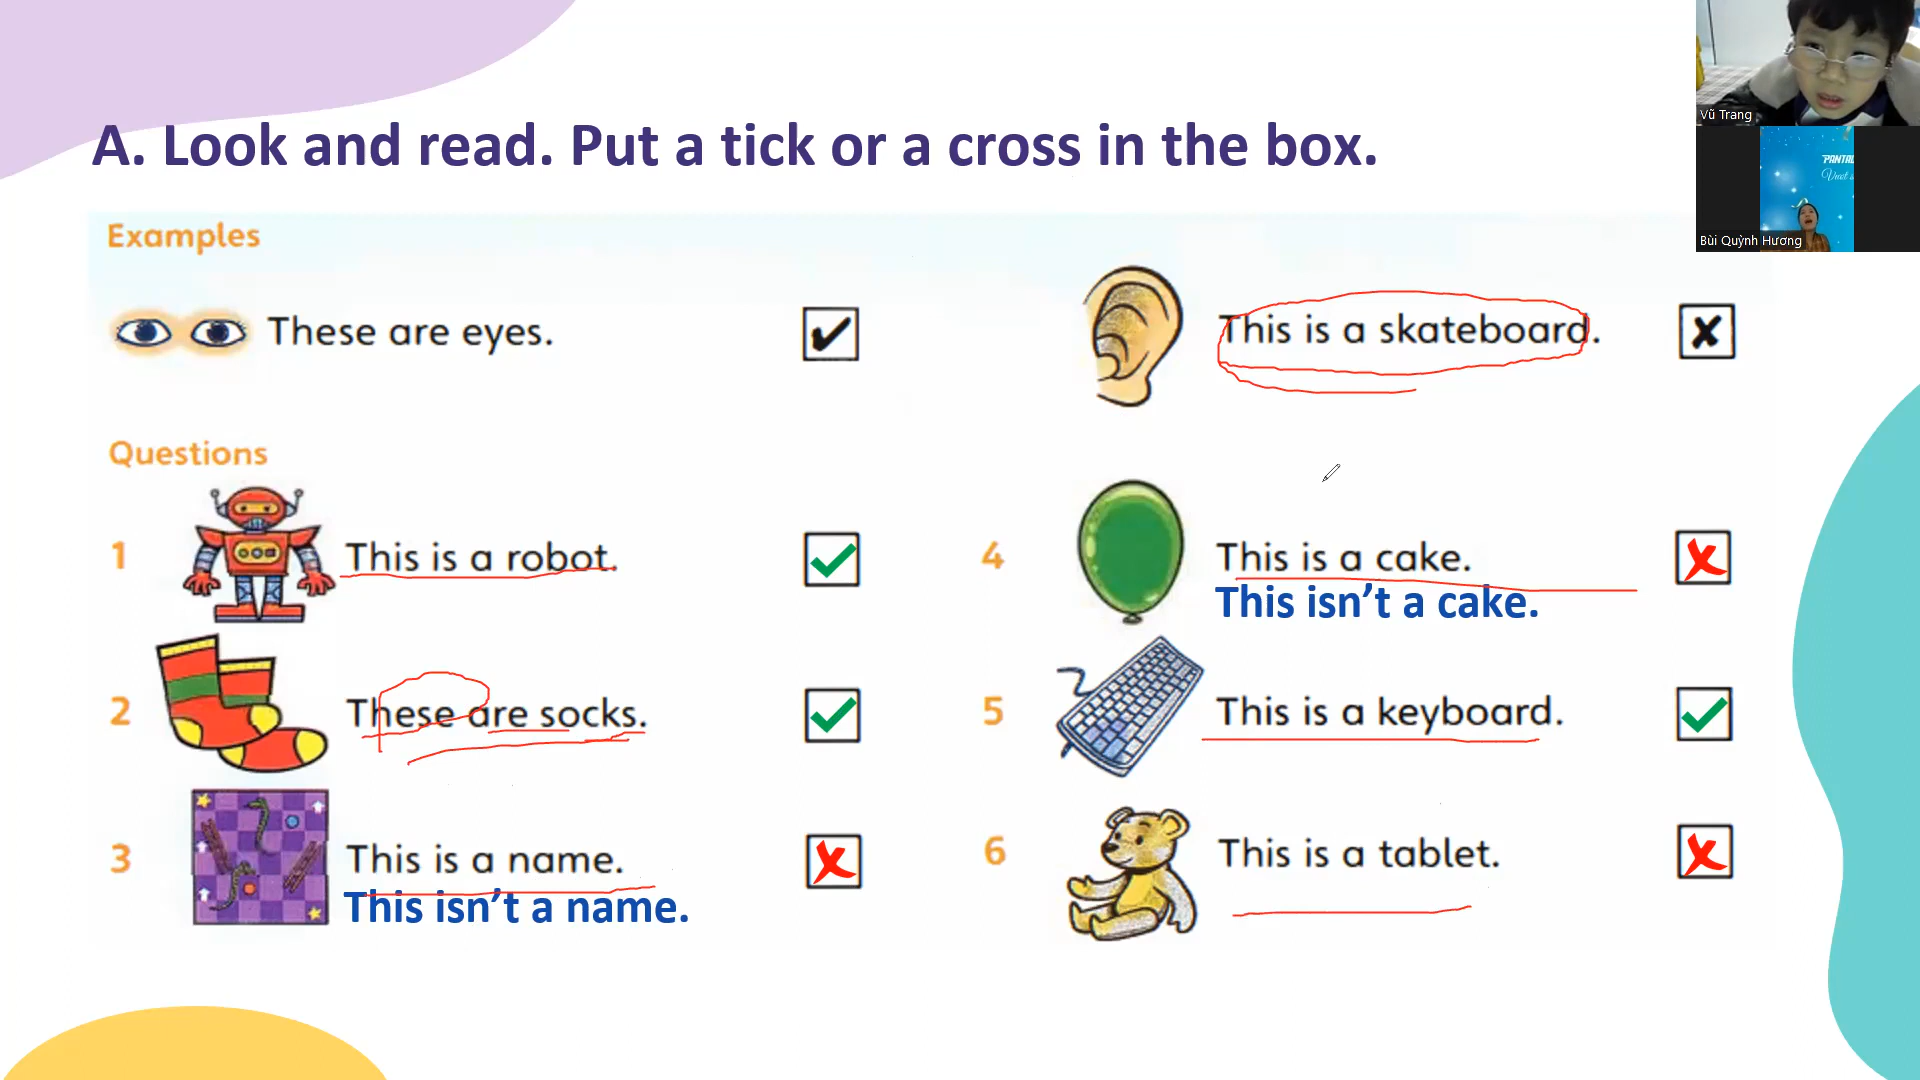 A. Look and read. Put a tick or a cross in the box.
Examples
These are eyes.
This is a skateboard.
Questions
1 This is a robot.
2 These are socks.
3 This is a name.
This isn't a name.
4 This is a cake.
This isn't a cake.
5 This is a keyboard.
6 This is a tablet.
Vũ Trang
Bùi Quỳnh Hương